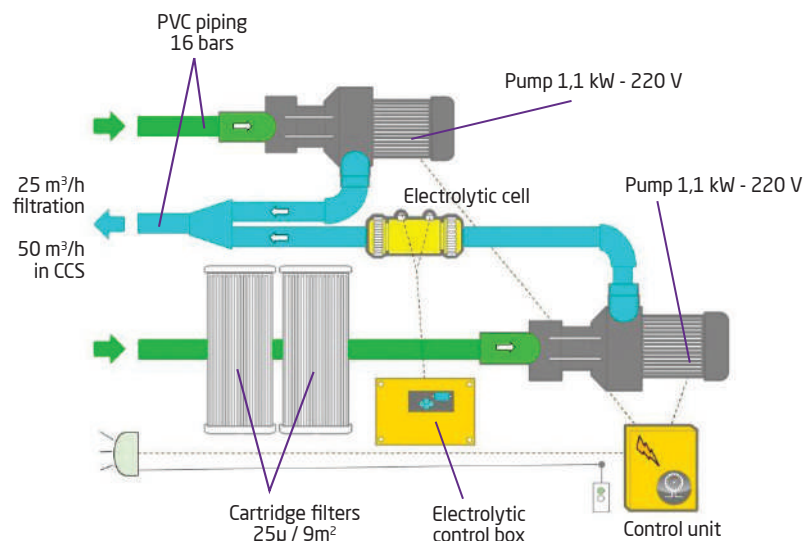 PVC piping
16 bars
Pump 1,1 kW - 220 V
25 m³/h
filtration
Electrolytic cell
Pump 1,1 kW - 220 V
50 m³/h
in CCS
Cartridge filters
25µ / 9m²
Electrolytic
control box
Control unit